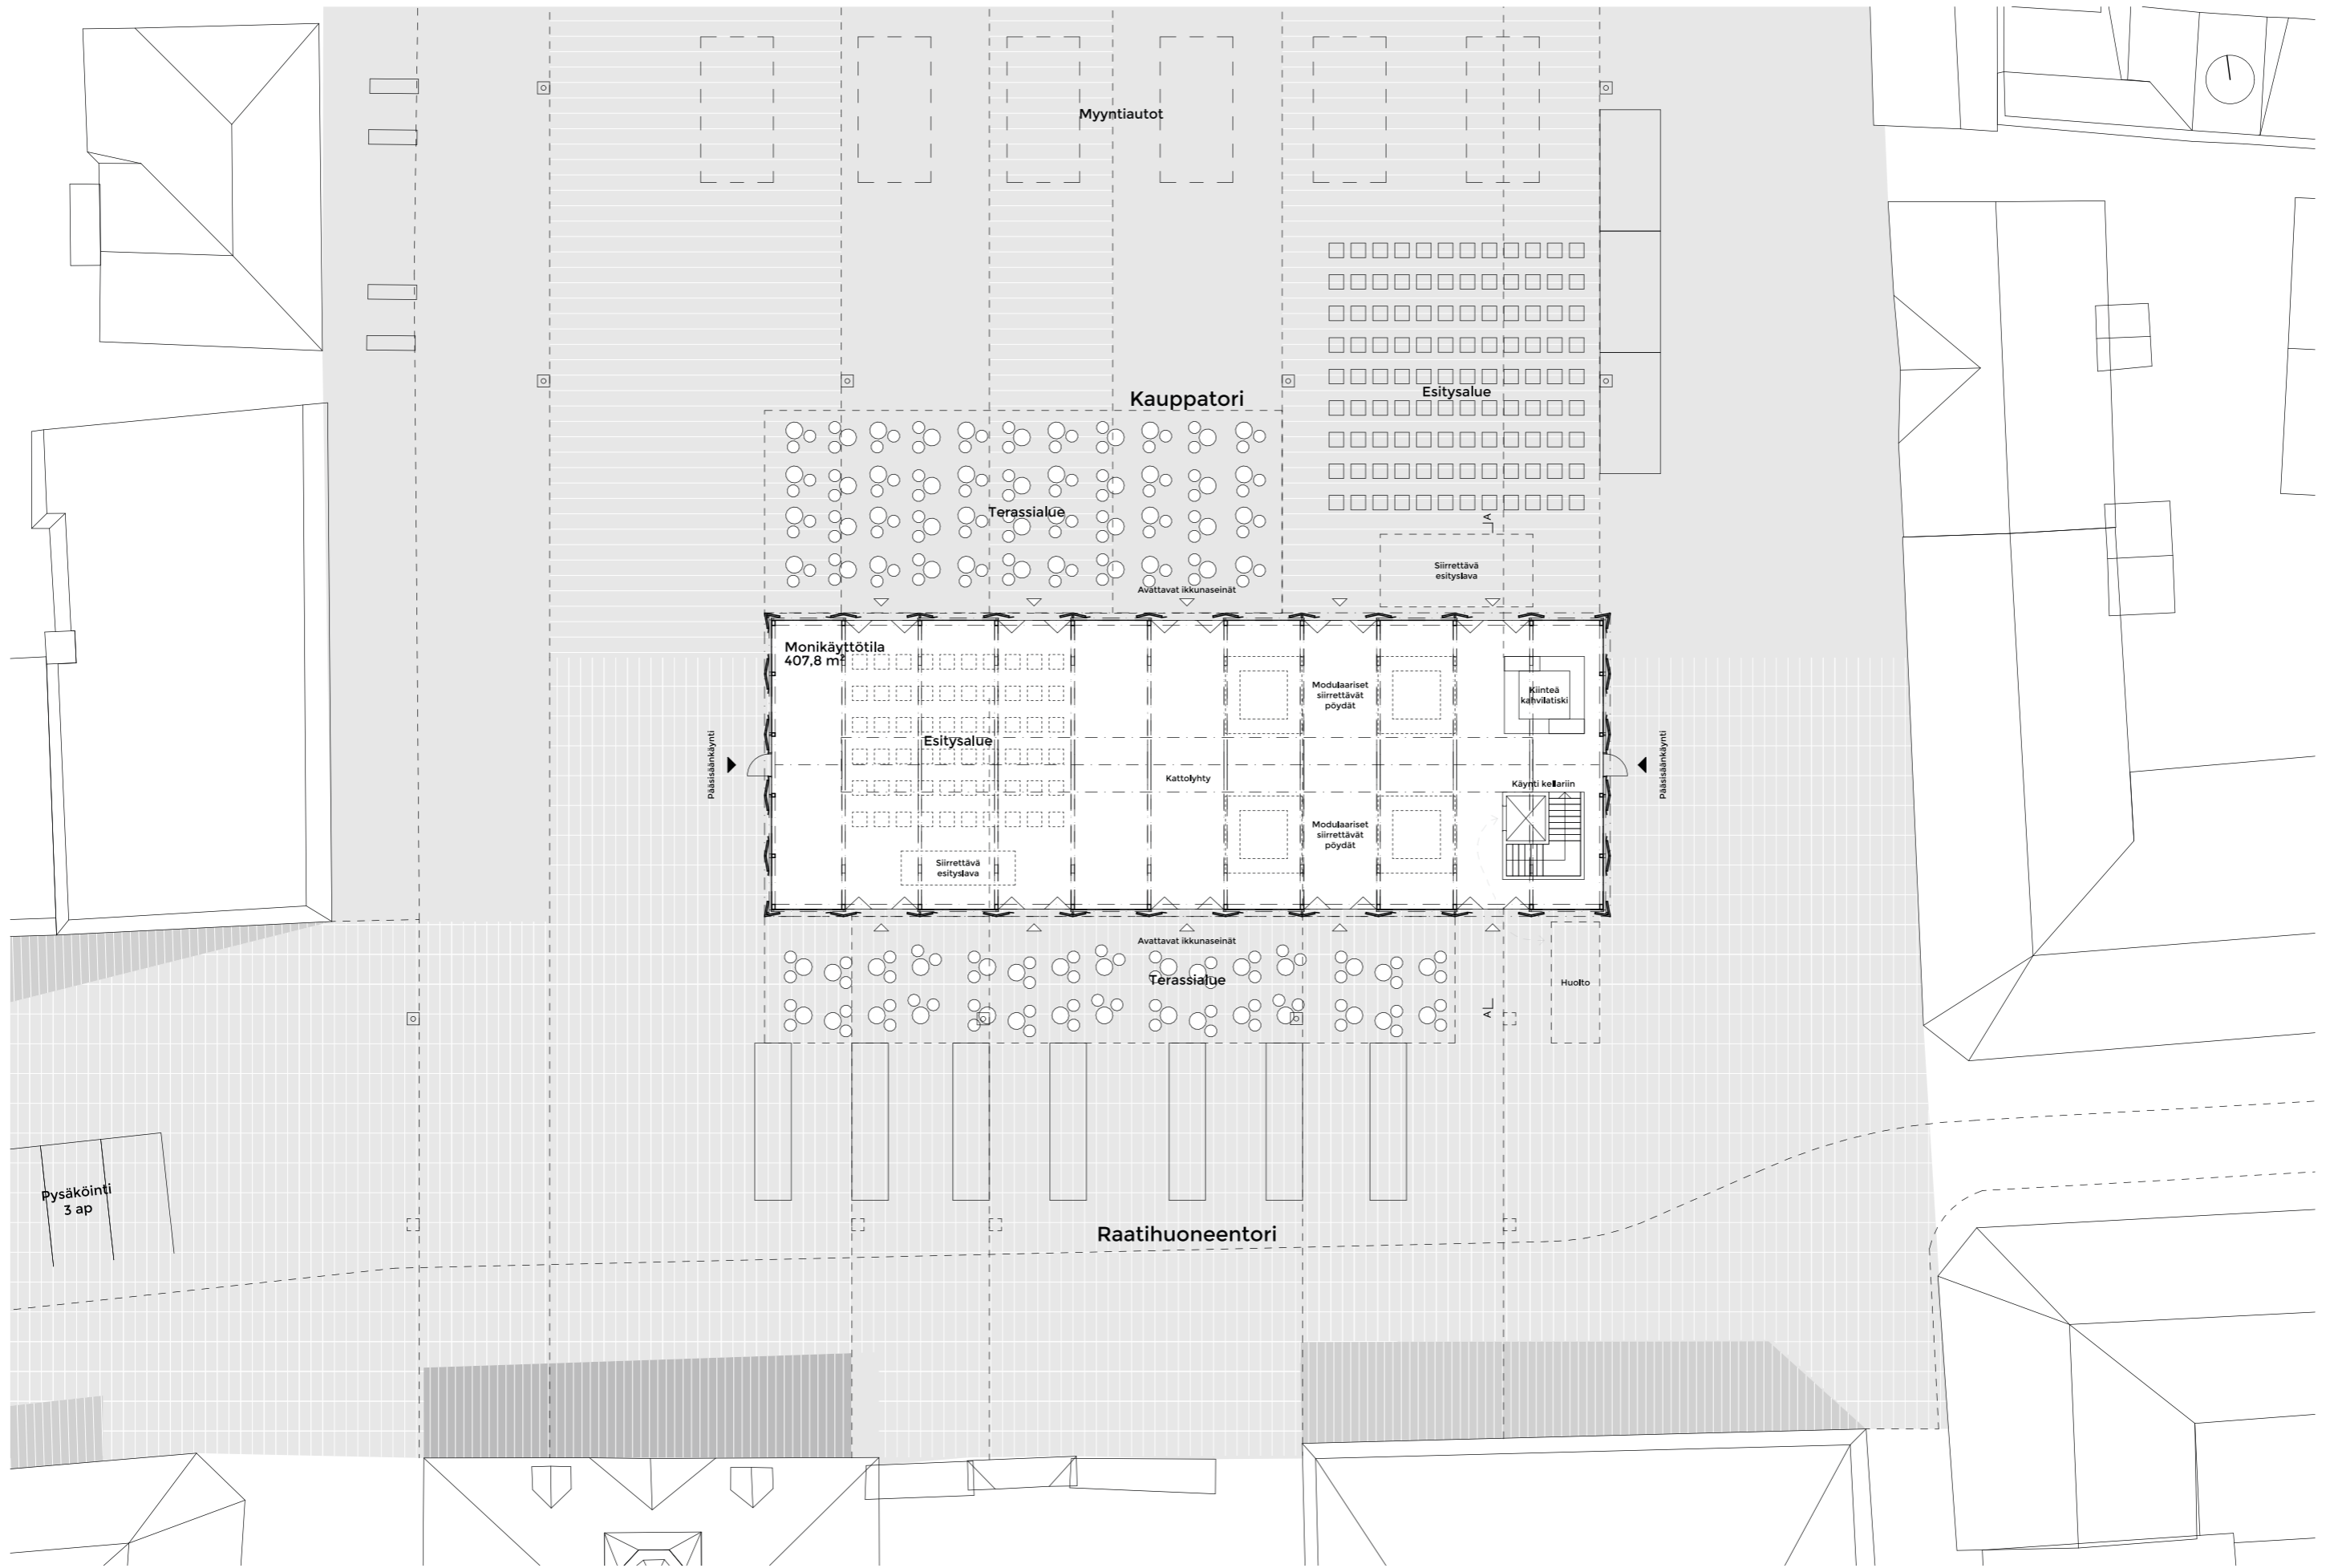 Myyntiautot
Kauppatori
Esitysalue
Terassialue
A
Siirrettävä
esityslava
Avattavat ikkunaseinät
Monikäyttötila
407,8 m²
Modulaariset
siirrettävät
pöydät
Kiinteä
kahvilatiski
Pääsisäänkäynti
Esitysalue
Kattolyhty
Pääsisäänkäynti
Käynti kellariin
Modulaariset
siirrettävät
pöydät
Siirrettävä
esityslava
Avattavat ikkunaseinät
Terassialue
Huolto
A
Pysäköinti
3 ap
Raatihuoneentori